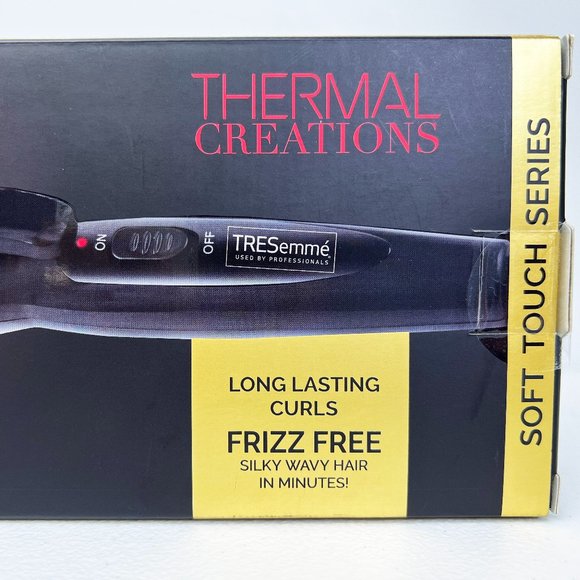 THERMAL
CREATIONS
ON
OFF
TRESemmé
USED BY PROFESSIONALS
LONG LASTING
CURLS
FRIZZ FREE
SILKY WAVY HAIR
IN MINUTES!
SOFT TOUCH SERIES